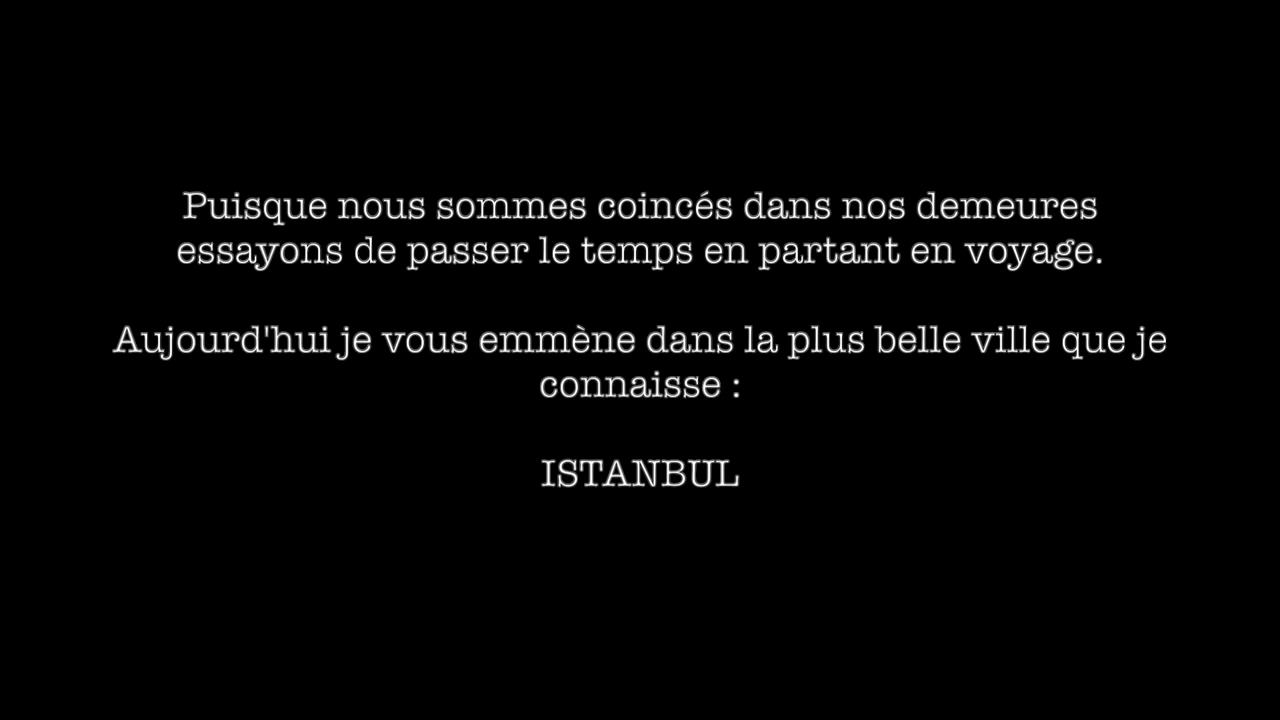 Puisque nous sommes coincés dans nos demeures
essayons de passer le temps en partant en voyage.
Aujourd'hui je vous emmène dans la plus belle ville que je
connaisse :
ISTANBUL